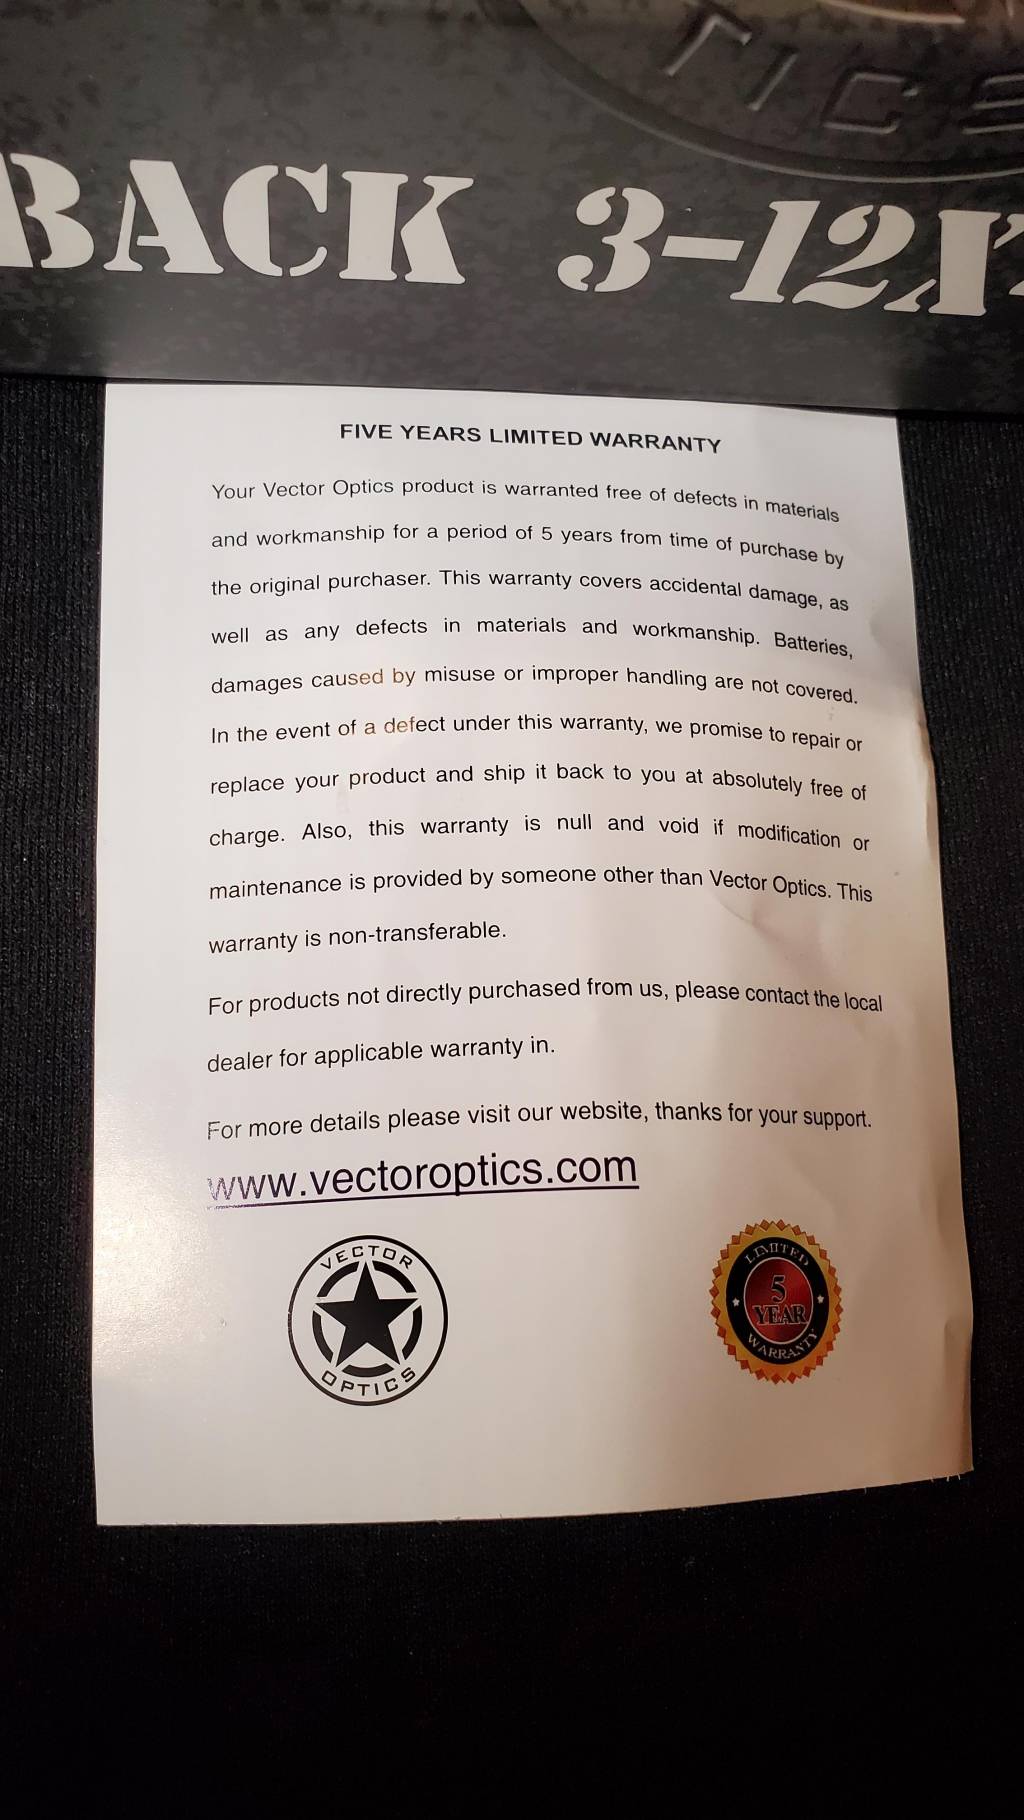 TICS
BACK 3-12X
FIVE YEARS LIMITED WARRANTY
Your Vector Optics product is warranted free of defects in materials
and workmanship for a period of 5 years from time of purchase by
the original purchaser. This warranty covers accidental damage, as
well as any defects in materials and workmanship. Batteries,
damages caused by misuse or improper handling are not covered.
In the event of a defect under this warranty, we promise to repair or
replace your product and ship it back to you at absolutely free of
charge. Also, this warranty is null and void if modification or
maintenance is provided by someone other than Vector Optics. This
warranty is non-transferable.
For products not directly purchased from us, please contact the local
dealer for applicable warranty in.
For more details please visit our website, thanks for your support.
www.vectoroptics.com
VECTOR
OPTICS
LIMITED
5
YEAR
WARRANTY